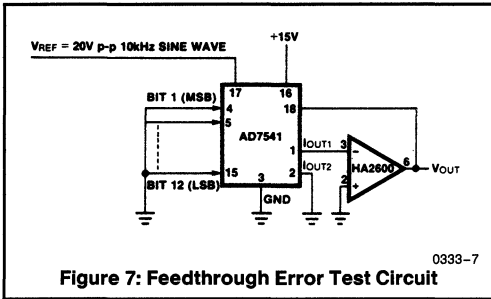 VREF = 20V p-p 10kHz SINE WAVE
+15V
17
16
BIT 1 (MSB)
4
18
5
AD7541
IOUT1
1
3
−
HA2600
6
VOUT
IOUT2
2
2
+
BIT 12 (LSB)
15
3
GND
0333–7
Figure 7: Feedthrough Error Test Circuit